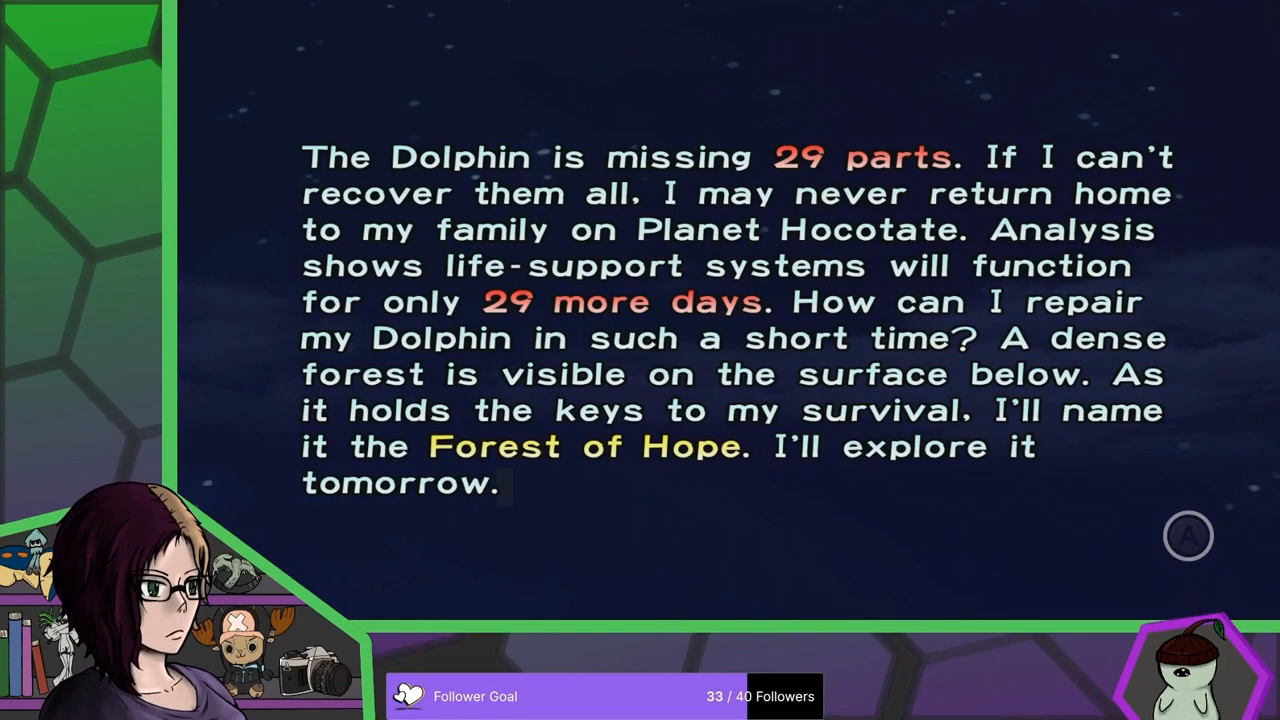 The Dolphin is missing 29 parts. If I can't
recover them all, I may never return home
to my family on Planet Hocotate. Analysis
shows life-support systems will function
for only 29 more days. How can I repair
my Dolphin in such a short time? A dense
forest is visible on the surface below. As
it holds the keys to my survival, I'll name
it the Forest of Hope. I'll explore it
tomorrow.
A
Follower Goal 33 / 40 Followers